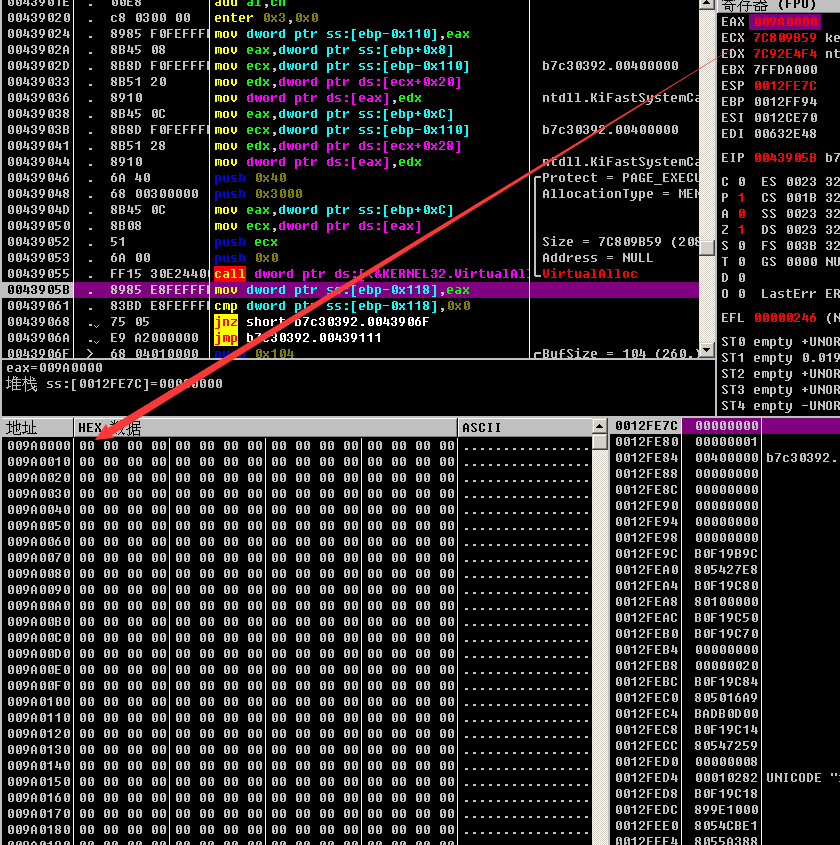 0043901E . 00E8 add al,ch
00439020 . c8 0300 00 enter 0x3,0x0
00439024 . 8985 F0FEFFFF mov dword ptr ss:[ebp-0x110],eax
0043902A . 8B45 08 mov eax,dword ptr ss:[ebp+0x8]
0043902D . 8B8D F0FEFFFF mov ecx,dword ptr ss:[ebp-0x110] b7c30392.00400000
00439033 . 8B51 20 mov edx,dword ptr ds:[ecx+0x20]
00439036 . 8910 mov dword ptr ds:[eax],edx ntdll.KiFastSystemCa
00439038 . 8B45 0C mov eax,dword ptr ss:[ebp+0xC]
0043903B . 8B8D F0FEFFFF mov ecx,dword ptr ss:[ebp-0x110] b7c30392.00400000
00439041 . 8B51 28 mov edx,dword ptr ds:[ecx+0x28]
00439044 . 8910 mov dword ptr ds:[eax],edx ntdll.KiFastSystemCa
00439046 . 6A 40 push 0x40 Protect = PAGE_EXECU
00439048 . 68 00300000 push 0x3000 AllocationType = MEM
0043904D . 8B45 0C mov eax,dword ptr ss:[ebp+0xC]
00439050 . 8B08 mov ecx,dword ptr ds:[eax]
00439052 . 51 push ecx Size = 7C809B59 (208
00439053 . 6A 00 push 0x0 Address = NULL
00439055 . FF15 30E24400 call dword ptr ds:[<&KERNEL32.VirtualAl VirtualAlloc
0043905B . 8985 E8FEFFFF mov dword ptr ss:[ebp-0x118],eax
00439061 . 83BD E8FEFFFF cmp dword ptr ss:[ebp-0x118],0x0
00439068 . 75 05 jnz short b7c30392.0043906F
0043906A . E9 A2000000 jmp b7c30392.00439111
0043906F > 68 04010000 push 0x104 BufSize = 104 (260.)
eax=009A0000
堆栈 ss:[0012FE7C]=00000000
寄存器 (FPU)
EAX 009A0000
ECX 7C809B59 ke
EDX 7C92E4F4 nt
EBX 7FFDA000
ESP 0012FE7C
EBP 0012FF94
ESI 0012CE70
EDI 00632E48
EIP 0043905B b7
C 0 ES 0023 32
P 1 CS 001B 32
A 0 SS 0023 32
Z 1 DS 0023 32
S 0 FS 003B 32
T 0 GS 0000 NU
D 0
O 0 LastErr ER
EFL 00000246 (N
ST0 empty +UNOR
ST1 empty 0.019
ST2 empty +UNOR
ST3 empty +UNOR
ST4 empty -UNOR
地址 HEX 数据 ASCII
009A0000 00 00 00 00 00 00 00 00 00 00 00 00 00 00 00 00 ................
009A0010 00 00 00 00 00 00 00 00 00 00 00 00 00 00 00 00 ................
009A0020 00 00 00 00 00 00 00 00 00 00 00 00 00 00 00 00 ................
009A0030 00 00 00 00 00 00 00 00 00 00 00 00 00 00 00 00 ................
009A0040 00 00 00 00 00 00 00 00 00 00 00 00 00 00 00 00 ................
009A0050 00 00 00 00 00 00 00 00 00 00 00 00 00 00 00 00 ................
009A0060 00 00 00 00 00 00 00 00 00 00 00 00 00 00 00 00 ................
009A0070 00 00 00 00 00 00 00 00 00 00 00 00 00 00 00 00 ................
009A0080 00 00 00 00 00 00 00 00 00 00 00 00 00 00 00 00 ................
009A0090 00 00 00 00 00 00 00 00 00 00 00 00 00 00 00 00 ................
009A00A0 00 00 00 00 00 00 00 00 00 00 00 00 00 00 00 00 ................
009A00B0 00 00 00 00 00 00 00 00 00 00 00 00 00 00 00 00 ................
009A00C0 00 00 00 00 00 00 00 00 00 00 00 00 00 00 00 00 ................
009A00D0 00 00 00 00 00 00 00 00 00 00 00 00 00 00 00 00 ................
009A00E0 00 00 00 00 00 00 00 00 00 00 00 00 00 00 00 00 ................
009A00F0 00 00 00 00 00 00 00 00 00 00 00 00 00 00 00 00 ................
009A0100 00 00 00 00 00 00 00 00 00 00 00 00 00 00 00 00 ................
009A0110 00 00 00 00 00 00 00 00 00 00 00 00 00 00 00 00 ................
009A0120 00 00 00 00 00 00 00 00 00 00 00 00 00 00 00 00 ................
009A0130 00 00 00 00 00 00 00 00 00 00 00 00 00 00 00 00 ................
009A0140 00 00 00 00 00 00 00 00 00 00 00 00 00 00 00 00 ................
009A0150 00 00 00 00 00 00 00 00 00 00 00 00 00 00 00 00 ................
009A0160 00 00 00 00 00 00 00 00 00 00 00 00 00 00 00 00 ................
009A0170 00 00 00 00 00 00 00 00 00 00 00 00 00 00 00 00 ................
009A0180 00 00 00 00 00 00 00 00 00 00 00 00 00 00 00 00 ................
0012FE7C 00000000
0012FE80 00000001
0012FE84 00400000 b7c30392.
0012FE88 00000000
0012FE8C 00000000
0012FE90 00000000
0012FE94 00000000
0012FE98 00000000
0012FE9C B0F19B9C
0012FEA0 805427E8
0012FEA4 B0F19C80
0012FEA8 80100000
0012FEAC B0F19C50
0012FEB0 B0F19C70
0012FEB4 00000000
0012FEB8 00000020
0012FEBC B0F19C84
0012FEC0 805016A9
0012FEC4 BADB0D00
0012FEC8 B0F19C14
0012FECC 80547259
0012FED0 00000008
0012FED4 00010282 UNICODE "
0012FED8 B0F19C18
0012FEDC 899E1000
0012FEE0 8054CBE1
0012FEE4 8055A388